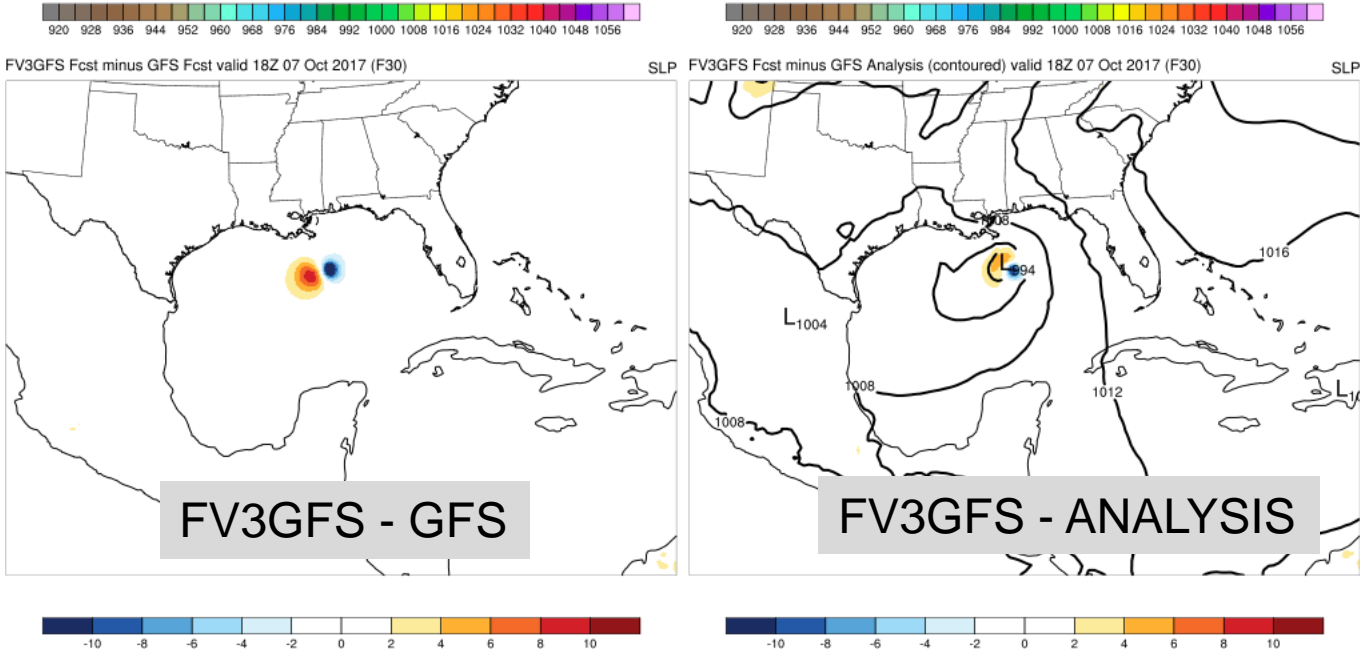 920 928 936 944 952 960 968 976 984 992 1000 1008 1016 1024 1032 1040 1048 1056
920 928 936 944 952 960 968 976 984 992 1000 1008 1016 1024 1032 1040 1048 1056
FV3GFS Fcst minus GFS Fcst valid 18Z 07 Oct 2017 (F30) SLP
FV3GFS Fcst minus GFS Analysis (contoured) valid 18Z 07 Oct 2017 (F30) SLP
1008
1016
L994
L1004
1008
1012
L10
1008
FV3GFS - GFS
FV3GFS - ANALYSIS
-10 -8 -6 -4 -2 0 2 4 6 8 10
-10 -8 -6 -4 -2 0 2 4 6 8 10